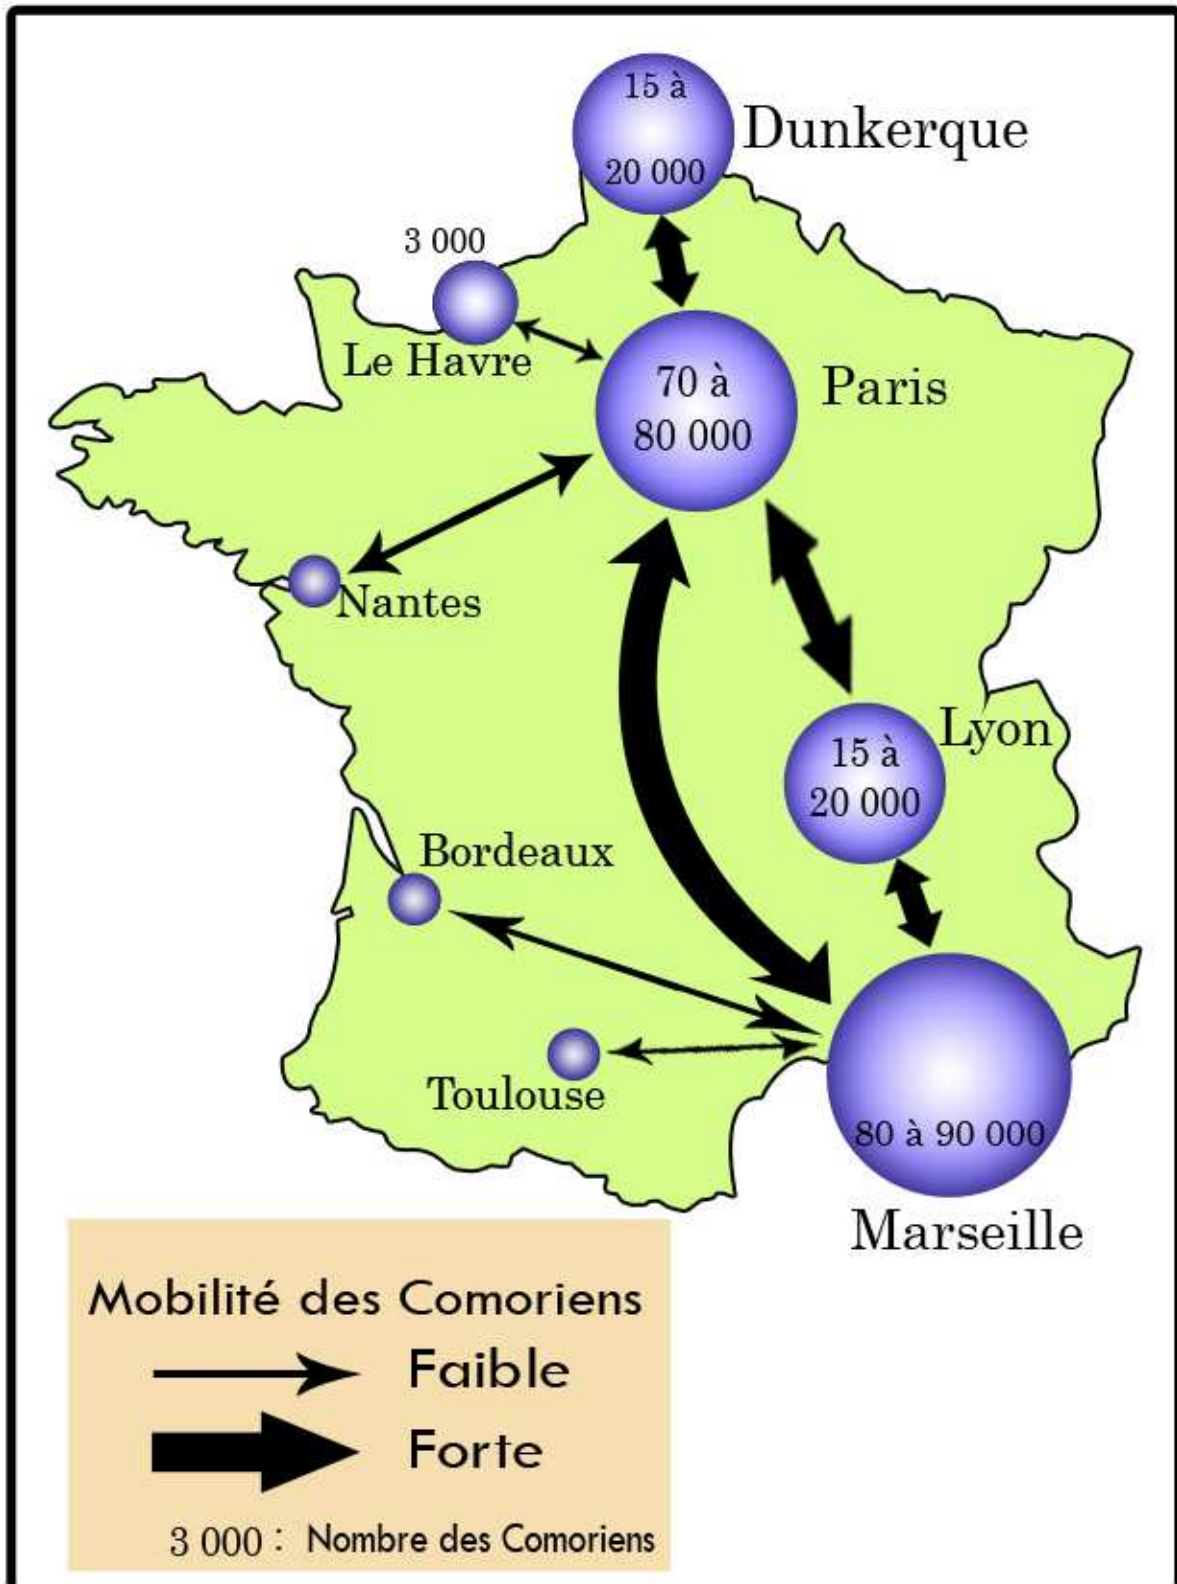 15 à
20 000
Dunkerque
3 000
Le Havre
70 à
80 000
Paris
Nantes
Lyon
15 à
20 000
Bordeaux
Toulouse
80 à 90 000
Marseille
Mobilité des Comoriens
Faible
Forte
3 000 : Nombre des Comoriens